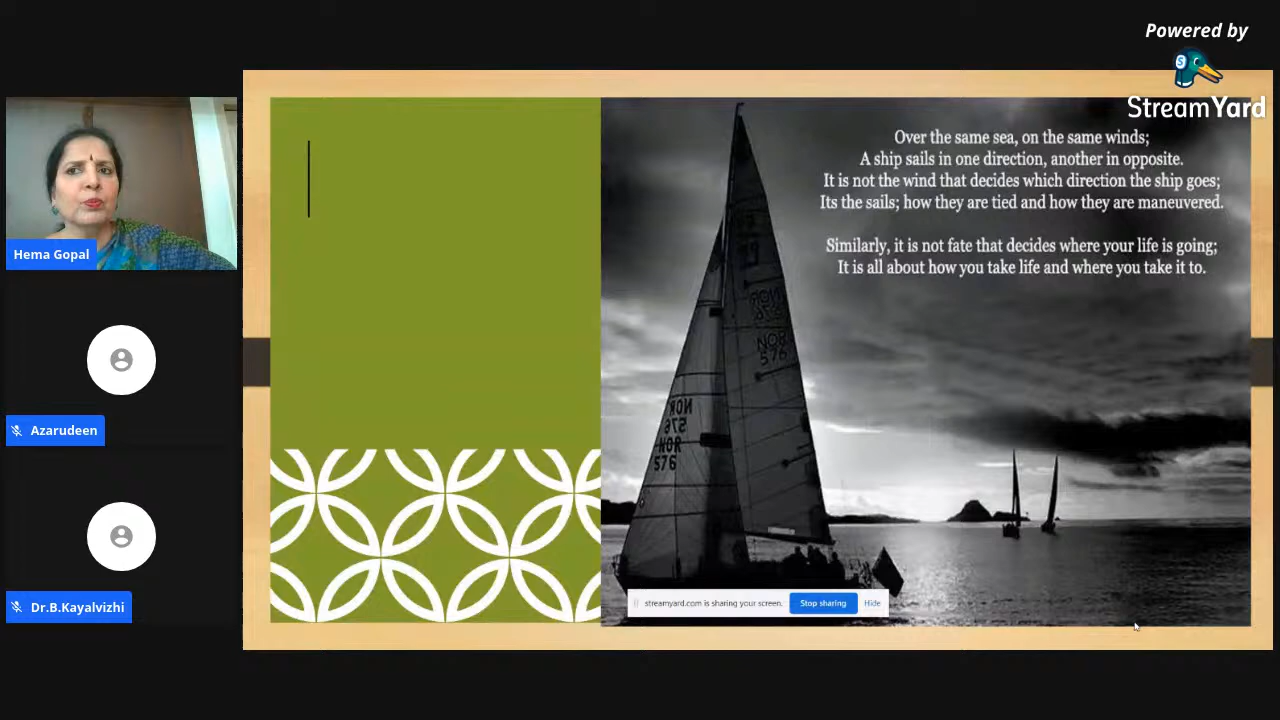 Powered by
StreamYard
Hema Gopal
Azarudeen
Dr.B.Kayalvizhi
Over the same sea, on the same winds;
A ship sails in one direction, another in opposite.
It is not the wind that decides which direction the ship goes;
Its the sails; how they are tied and how they are maneuvered.
Similarly, it is not fate that decides where your life is going;
It is all about how you take life and where you take it to.
NOR
576
NOR
576
NOR
576
NOR
576
streamyard.com is sharing your screen.
Stop sharing
Hide